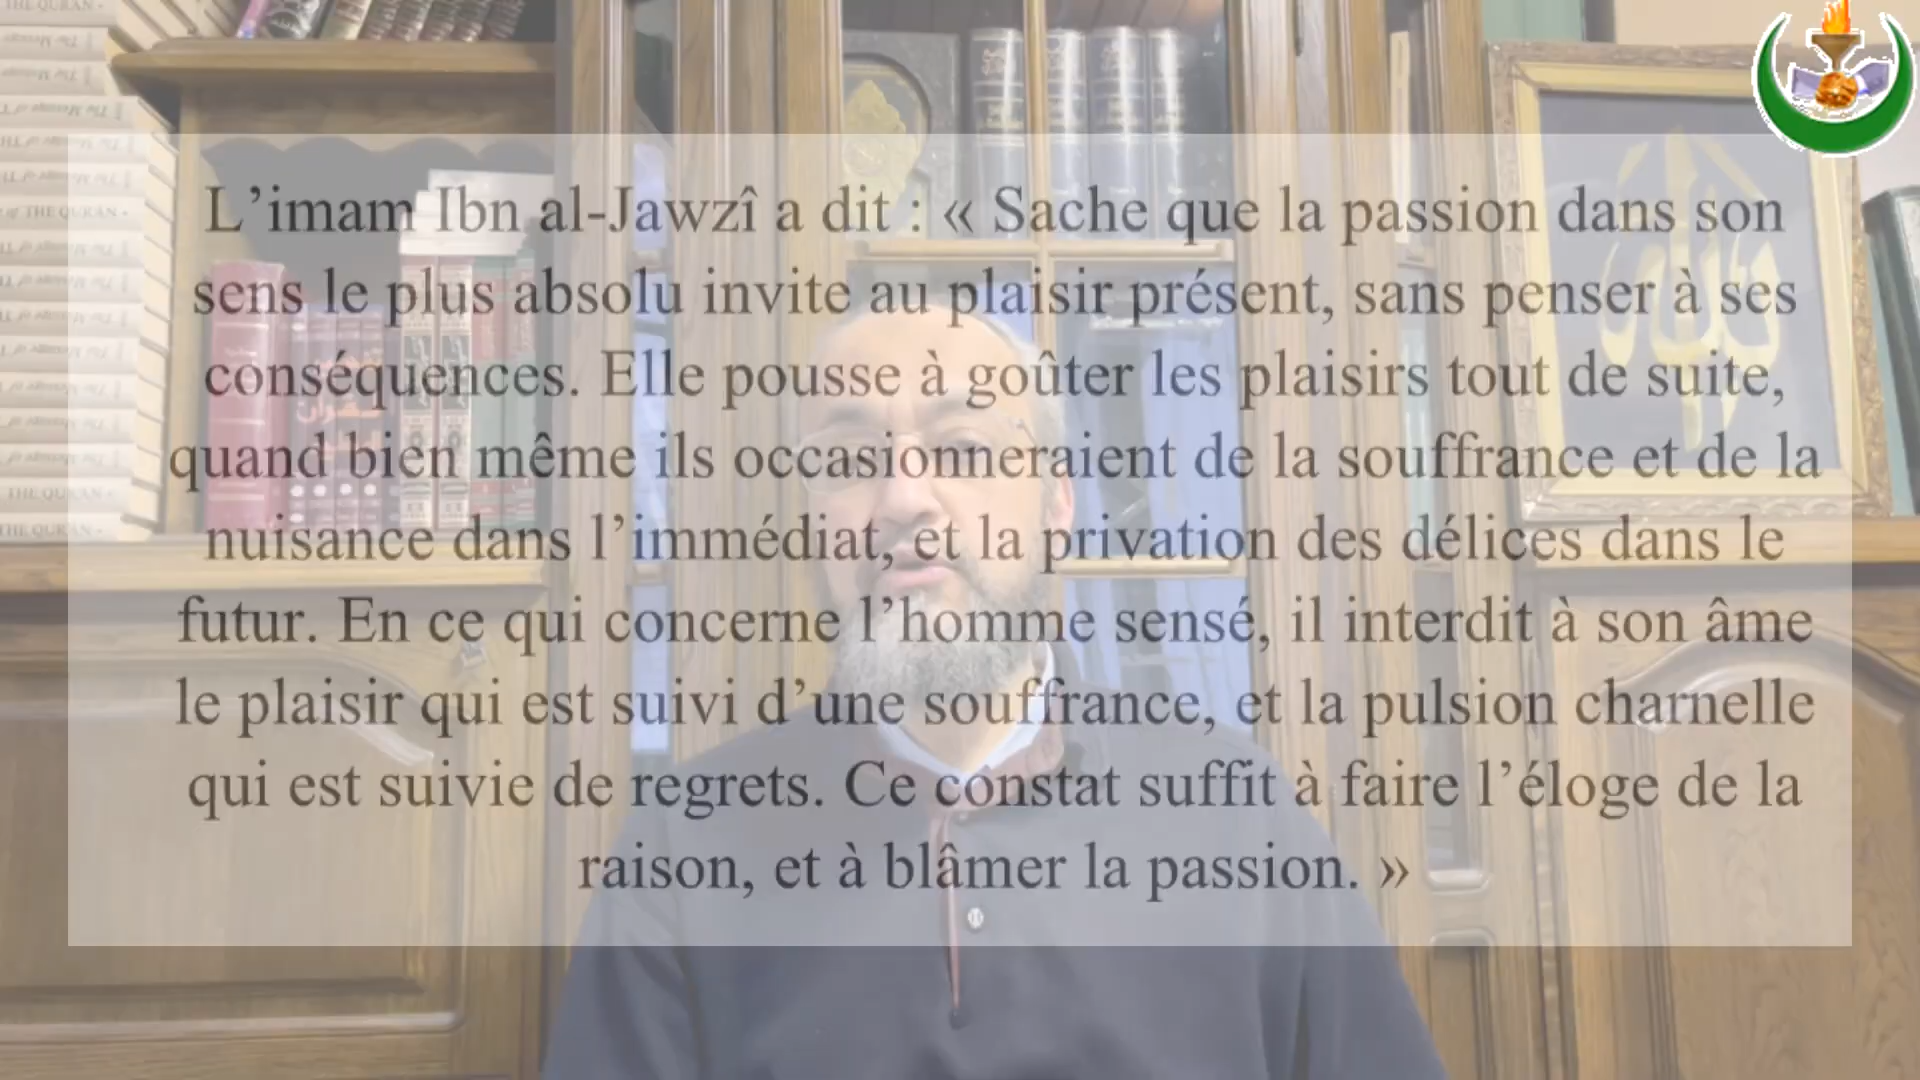 L’imam Ibn al-Jawzî a dit : « Sache que la passion dans son
sens le plus absolu invite au plaisir présent, sans penser à ses
conséquences. Elle pousse à goûter les plaisirs tout de suite,
quand bien même ils occasionneraient de la souffrance et de la
nuisance dans l’immédiat, et la privation des délices dans le
futur. En ce qui concerne l’homme sensé, il interdit à son âme
le plaisir qui est suivi d’une souffrance, et la pulsion charnelle
qui est suivie de regrets. Ce constat suffit à faire l’éloge de la
raison, et à blâmer la passion. »